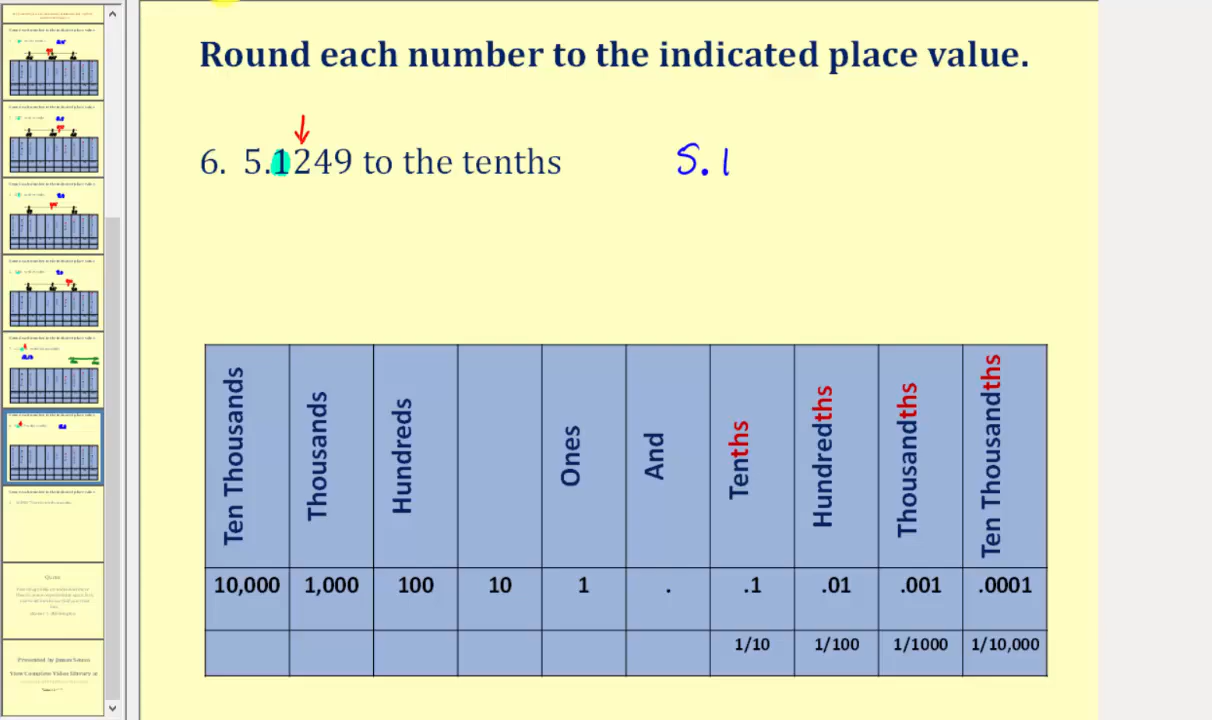 Round each number to the indicated place value.
6. 5.1249 to the tenths
5.1
Ten Thousands Thousands Hundreds Ones And Tenths Hundredths Thousandths Ten Thousandths
10,000 1,000 100 10 1 . .1 .01 .001 .0001
1/10 1/100 1/1000 1/10,000